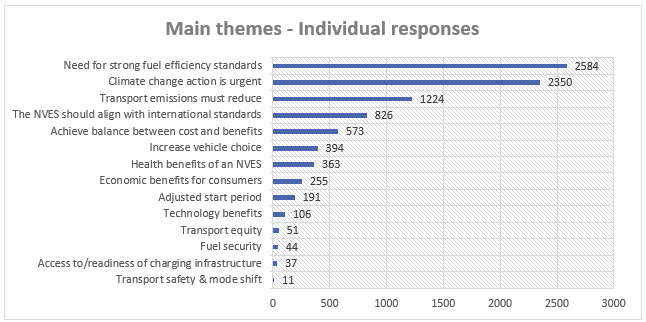 Main themes - Individual responses
Need for strong fuel efficiency standards 2584
Climate change action is urgent 2350
Transport emissions must reduce 1224
The NVES should align with international standards 826
Achieve balance between cost and benefits 573
Increase vehicle choice 394
Health benefits of an NVES 363
Economic benefits for consumers 255
Adjusted start period 191
Technology benefits 106
Transport equity 51
Fuel security 44
Access to/readiness of charging infrastructure 37
Transport safety & mode shift 11
0 500 1000 1500 2000 2500 3000